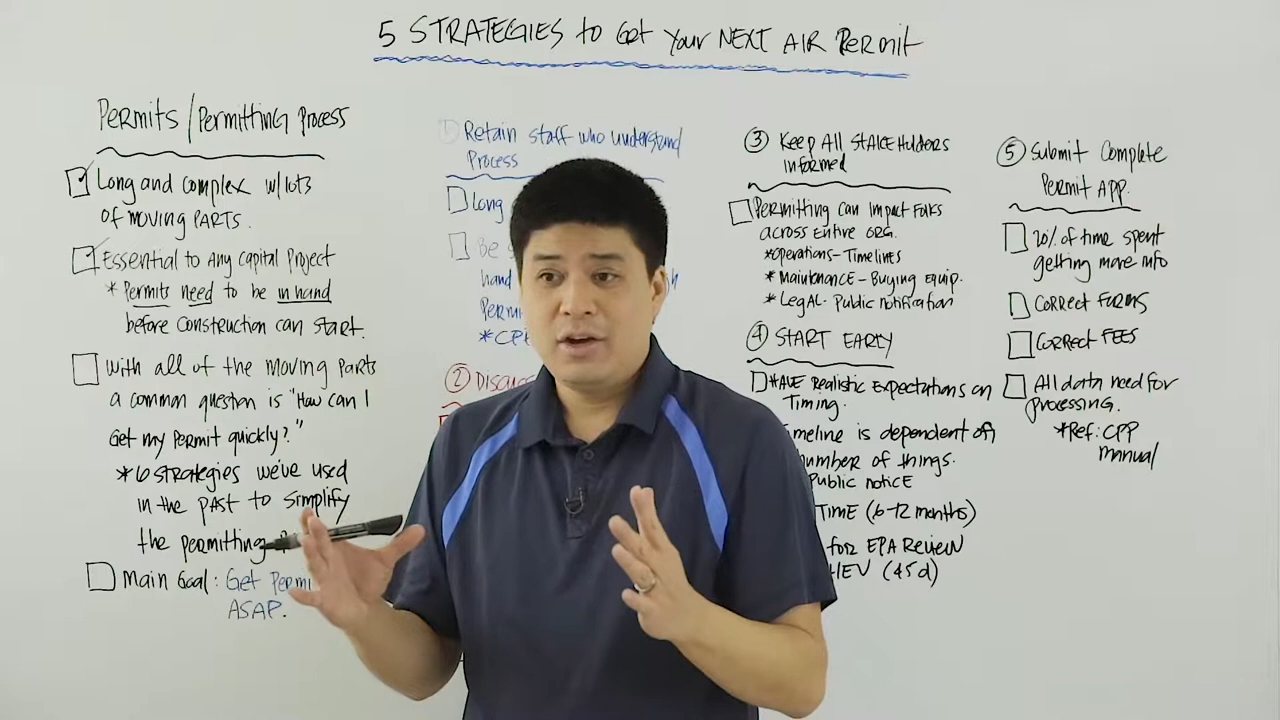 5 STRATEGIES to Get Your NEXT AIR Permit
Permits/Permitting Process
Long and complex w/lots
of moving PARTS.
Essential to Any Capital Project
* Permits need to be in hand
before Construction can start.
With all of the moving PARTS
a common question is "How can I
Get my Permit quickly?"
* 6 strategies we've used
in the past to simplify
the permitting
Main Goal: Get Permi
ASAP.
① Retain staff who understand
Process
Long
Be
hand
Permi
② DISCUSS
③ Keep All STAKEHOLDERS
informed
Permitting can impact Folks
across Entire ORG.
*Operations-Timelines
*Maintenance-Buying Equip.
*Legal-Public notification
④ START EARLY
HAVE Realistic Expectations on
Timing.
imeline is dependent on
number of things.
Public notice
TIME (6-12 months)
for EPA Review
(45d)
⑤ Submit Complete
Permit APP.
20% of time spent
getting more info
Correct Forms
Correct FEES
All data need for
processing.
*Ref: CPP
manual